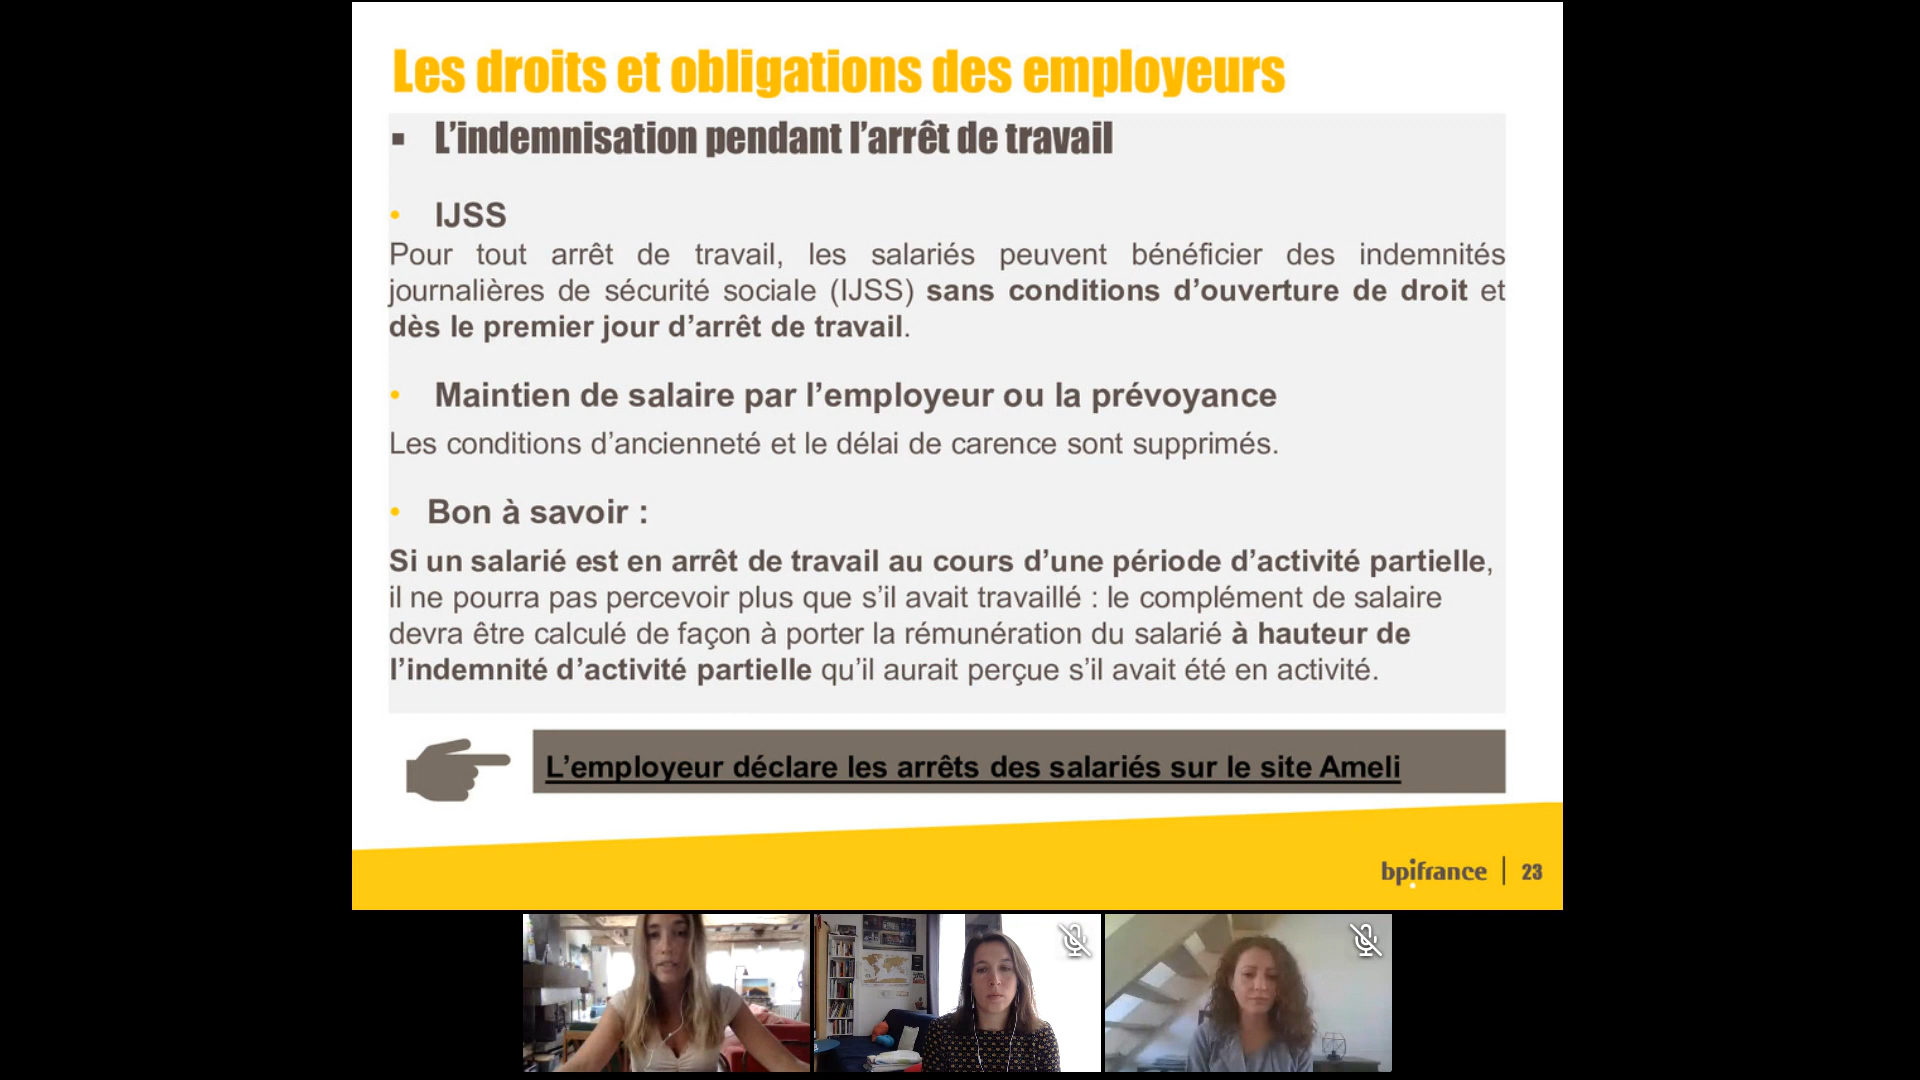 Les droits et obligations des employeurs
▪ L’indemnisation pendant l’arrêt de travail
• IJSS
Pour tout arrêt de travail, les salariés peuvent bénéficier des indemnités
journalières de sécurité sociale (IJSS) sans conditions d’ouverture de droit et
dès le premier jour d’arrêt de travail.
• Maintien de salaire par l’employeur ou la prévoyance
Les conditions d’ancienneté et le délai de carence sont supprimés.
• Bon à savoir :
Si un salarié est en arrêt de travail au cours d’une période d’activité partielle,
il ne pourra pas percevoir plus que s’il avait travaillé : le complément de salaire
devra être calculé de façon à porter la rémunération du salarié à hauteur de
l’indemnité d’activité partielle qu’il aurait perçue s’il avait été en activité.
L’employeur déclare les arrêts des salariés sur le site Ameli
bpifrance | 23